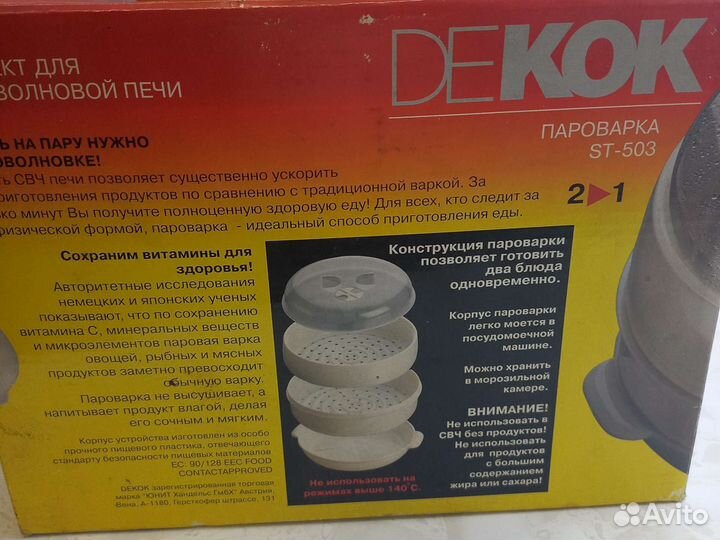 DEKOK
ЕКТ ДЛЯ
ВОЛНОВОЙ ПЕЧИ
ПАРОВАРКА
ST-503
2▶1
Ь НА ПАРУ НУЖНО
ОВОЛНОВКЕ!
ть СВЧ печи позволяет существенно ускорить
риготовления продуктов по сравнению с традиционной варкой. За
ко минут Вы получите полноценную здоровую еду! Для всех, кто следит за
физической формой, пароварка - идеальный способ приготовления еды.
Сохраним витамины для
здоровья!
Авторитетные исследования
немецких и японских ученых
показывают, что по сохранению
витамина С, минеральных веществ
и микроэлементов паровая варка
овощей, рыбных и мясных
продуктов заметно превосходит
обычную варку.
Пароварка не высушивает, а
напитывает продукт влагой, делая
его сочным и мягким.
Корпус устройства изготовлен из особо
прочного пищевого пластика, отвечающего
стандарту безопасности пищевых материалов
EC: 90/128 EEC FOOD
CONTACTAPPROVED
DEKOK зарегистрированная торговая
марка "ЮНИТ Хандельс ГмбХ" Австрия,
Вена, А-1180, Герстхофер штрассе, 131
Конструкция пароварки
позволяет готовить
два блюда
одновременно.
Корпус пароварки
легко моется в
посудомоечной
машине.
Можно хранить
в морозильной
камере.
ВНИМАНИЕ!
Не использовать в
СВЧ без продуктов!
Не использовать
для продуктов
с большим
содержанием
жира или сахара!
Не использовать на
режимах выше 140°С.
Avito